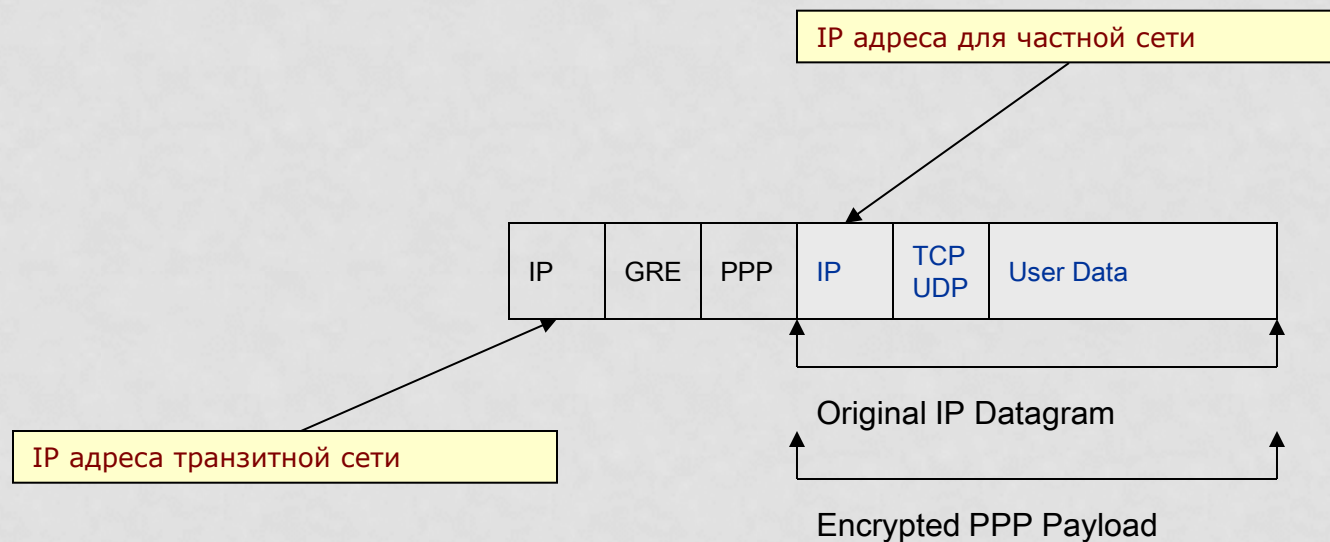 IP адреса для частной сети
IP
GRE
PPP
IP
TCP
UDP
User Data
Original IP Datagram
IP адреса транзитной сети
Encrypted PPP Payload